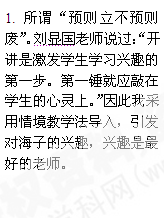 1. 所谓“预则立不预则
废”。刘昆国老师说过：“开
讲是激发学生学习兴趣的
第一步。第一锤就应敲在
学生的心灵上。”因此我采
用情境教学法导入，引发
对海子的兴趣，兴趣是最
好的老师。